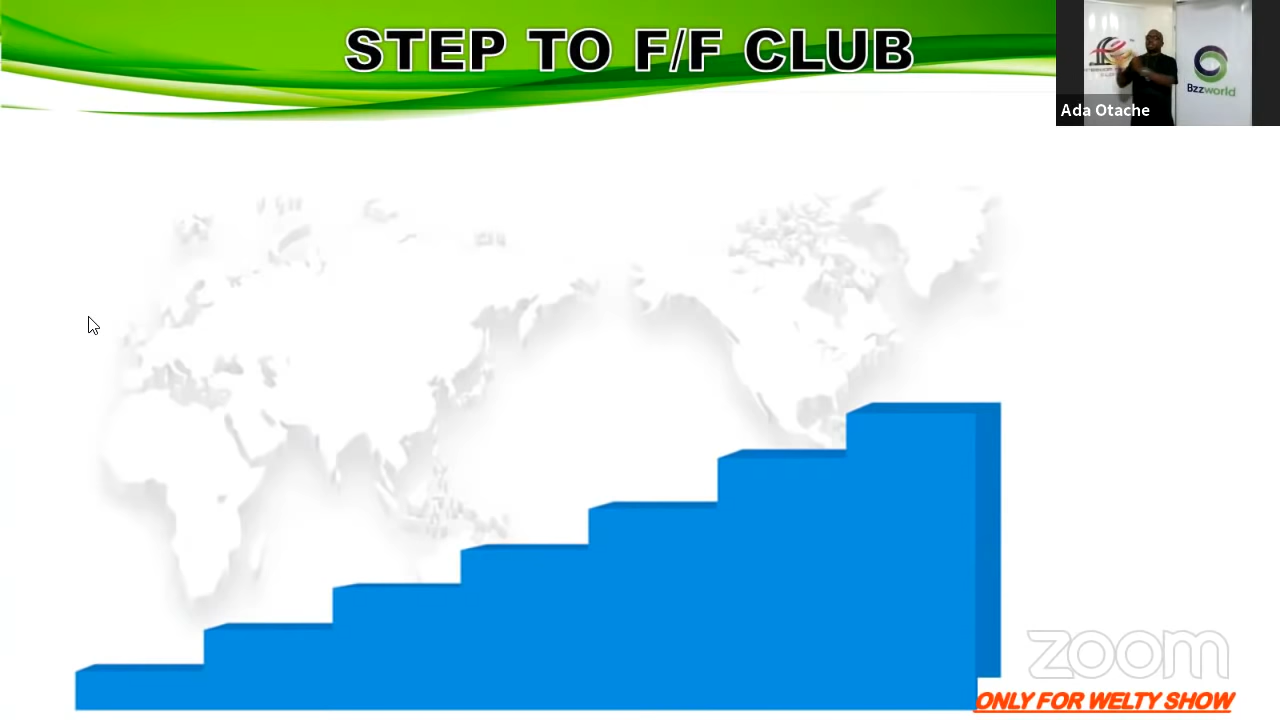 STEP TO F/F CLUB
Bzzworld
Ada Otache
zoom
ONLY FOR WELTY SHOW